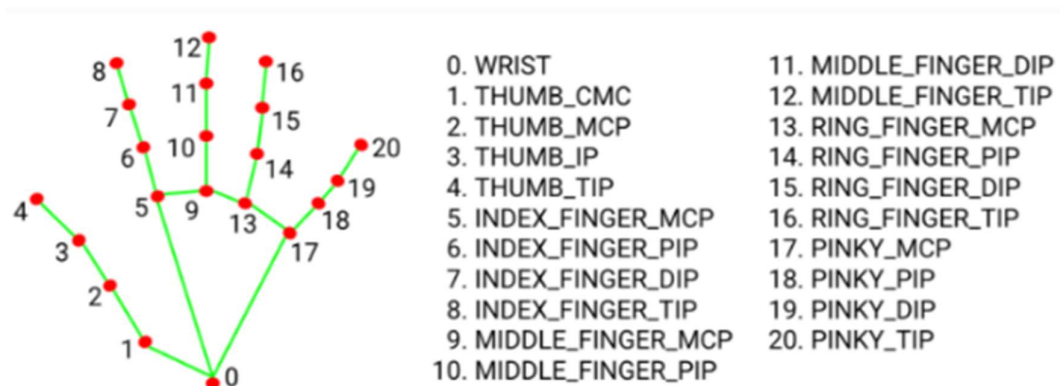 12
8
16
11
7
15
6
10
14
20
19
4
5
9
13
18
3
17
2
1
0
0. WRIST
1. THUMB_CMC
2. THUMB_MCP
3. THUMB_IP
4. THUMB_TIP
5. INDEX_FINGER_MCP
6. INDEX_FINGER_PIP
7. INDEX_FINGER_DIP
8. INDEX_FINGER_TIP
9. MIDDLE_FINGER_MCP
10. MIDDLE_FINGER_PIP
11. MIDDLE_FINGER_DIP
12. MIDDLE_FINGER_TIP
13. RING_FINGER_MCP
14. RING_FINGER_PIP
15. RING_FINGER_DIP
16. RING_FINGER_TIP
17. PINKY_MCP
18. PINKY_PIP
19. PINKY_DIP
20. PINKY_TIP